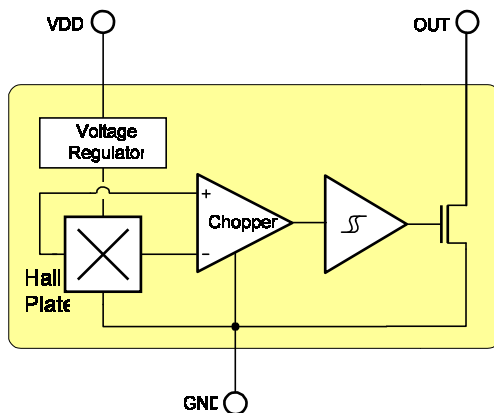 VDD
OUT
Voltage
Regulator
+
Chopper
−
Hall
Plate
GND